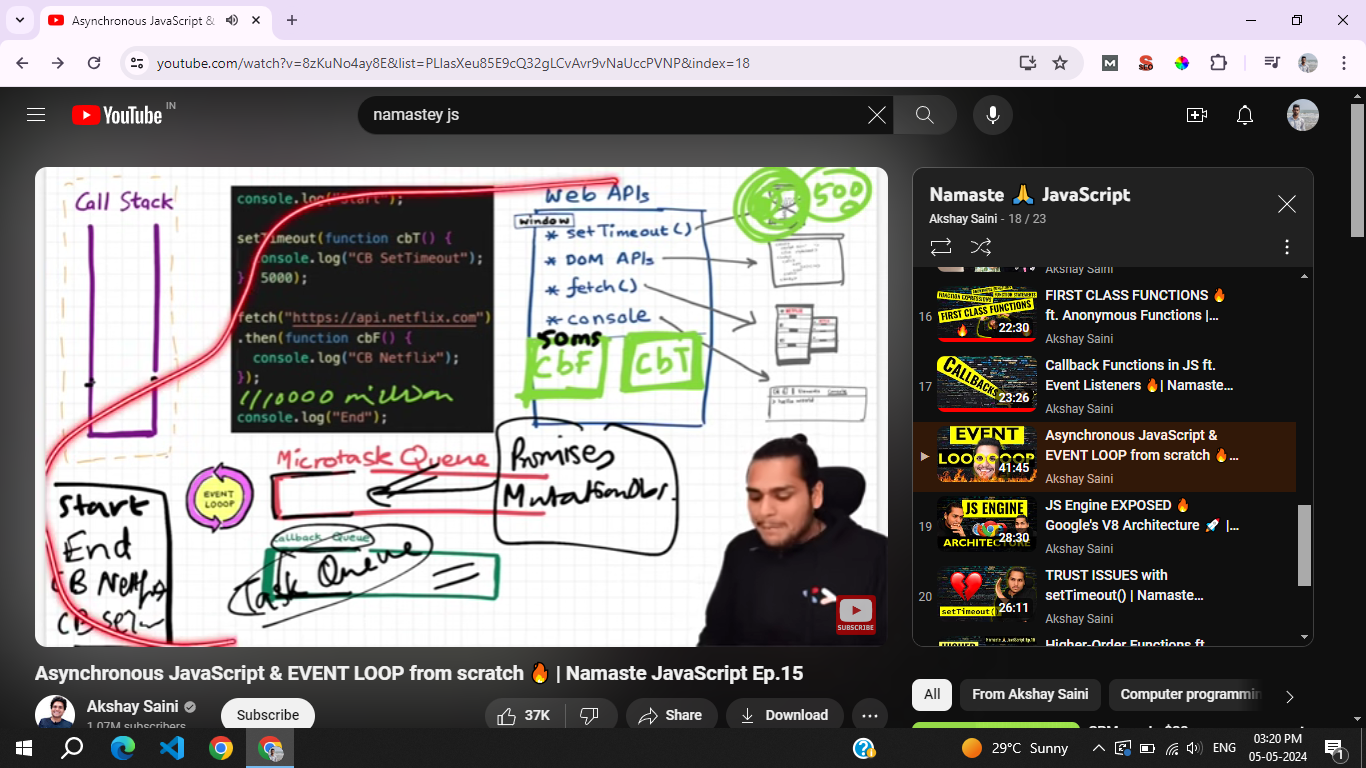 Asynchronous JavaScript &
youtube.com/watch?v=8zKuNo4ay8E&list=PLlasXeu85E9cQ32gLCvAvr9vNaUccPVNP&index=18
M
SEO
YouTube
IN
namastey js
Call Stack
console.log("Start");
setTimeout(function cbT() {
console.log("CB SetTimeout");
} 5000);
fetch("https://api.netflix.com")
.then(function cbF() {
console.log("CB Netflix");
});
1/10000 million
console.log("End");
Web APIs
window
* setTimeout()
* DOM APIs
* fetch()
* console
50ms
CbF
CbT
500
> hello world
Microtask Queue
Promises
EVENT
LOOOP
Callback Queue
Task Queue
Start
End
SUBSCRIBE
Asynchronous JavaScript & EVENT LOOP from scratch 🔥 | Namaste JavaScript Ep.15
Akshay Saini
1.07M subscribers
Subscribe
37K
Share
Download
Namaste 🙏 JavaScript
Akshay Saini - 18 / 23
Akshay Saini
16
FIRST CLASS FUNCTIONS
22:30
FIRST CLASS FUNCTIONS 🔥
ft. Anonymous Functions |…
Akshay Saini
17
CALLBACK
23:26
Callback Functions in JS ft.
Event Listeners 🔥| Namaste…
Akshay Saini
EVENT
41:45
Asynchronous JavaScript &
EVENT LOOP from scratch 🔥…
Akshay Saini
19
JS ENGINE
ARCHITECTURE
28:30
JS Engine EXPOSED 🔥
Google's V8 Architecture 🚀 |…
Akshay Saini
20
setTimeout()
26:11
TRUST ISSUES with
setTimeout() | Namaste…
Akshay Saini
Higher-Order Functions ft.
All
From Akshay Saini
Computer programmin
29°C Sunny
ENG
03:20 PM
05-05-2024
1